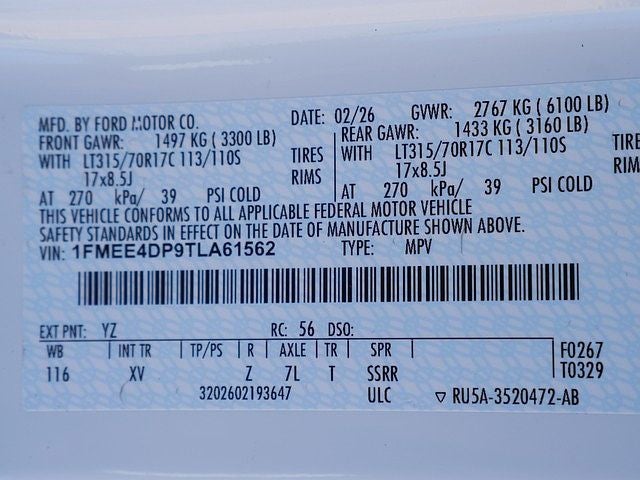 MFD. BY FORD MOTOR CO. DATE: 02/26 GVWR: 2767 KG ( 6100 LB)
FRONT GAWR: 1497 KG ( 3300 LB) REAR GAWR: 1433 KG ( 3160 LB)
WITH LT315/70R17C 113/110S TIRES WITH LT315/70R17C 113/110S TIRE
17x8.5J RIMS 17x8.5J RIM
AT 270 kPa/ 39 PSI COLD AT 270 kPa/ 39 PSI COLD
THIS VEHICLE CONFORMS TO ALL APPLICABLE FEDERAL MOTOR VEHICLE
SAFETY STANDARDS IN EFFECT ON THE DATE OF MANUFACTURE SHOWN ABOVE.
VIN: 1FMEE4DP9TLA61562 TYPE: MPV
EXT PNT: YZ RC: 56 DSO:
WB INT TR TP/PS R AXLE TR SPR F0267
116 XV Z 7L T SSRR T0329
3202602193647 ULC ▽ RU5A-3520472-AB